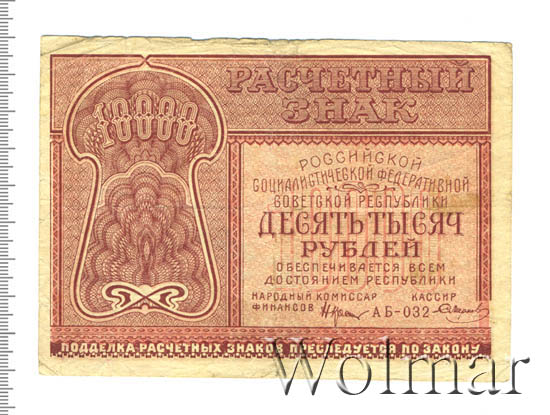 10000
РАСЧЕТНЫЙ
ЗНАК
РОССИЙСКОЙ
СОЦИАЛИСТИЧЕСКОЙ ФЕДЕРАТИВНОЙ
СОВЕТСКОЙ РЕСПУБЛИКИ
ДЕСЯТЬ ТЫСЯЧ
РУБЛЕЙ
ОБЕСПЕЧИВАЕТСЯ ВСЕМ
ДОСТОЯНИЕМ РЕСПУБЛИКИ
НАРОДНЫЙ КОМИССАР КАССИР
ФИНАНСОВ АБ-032
ПОДДЕЛКА РАСЧЕТНЫХ ЗНАКОВ ПРЕСЛЕДУЕТСЯ ПО ЗАКОНУ
Wolmar